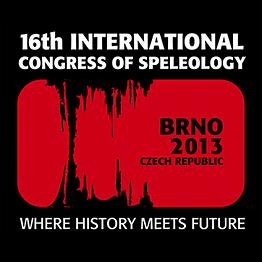 16th INTERNATIONAL
CONGRESS OF SPELEOLOGY
BRNO
2013
CZECH REPUBLIC
WHERE HISTORY MEETS FUTURE